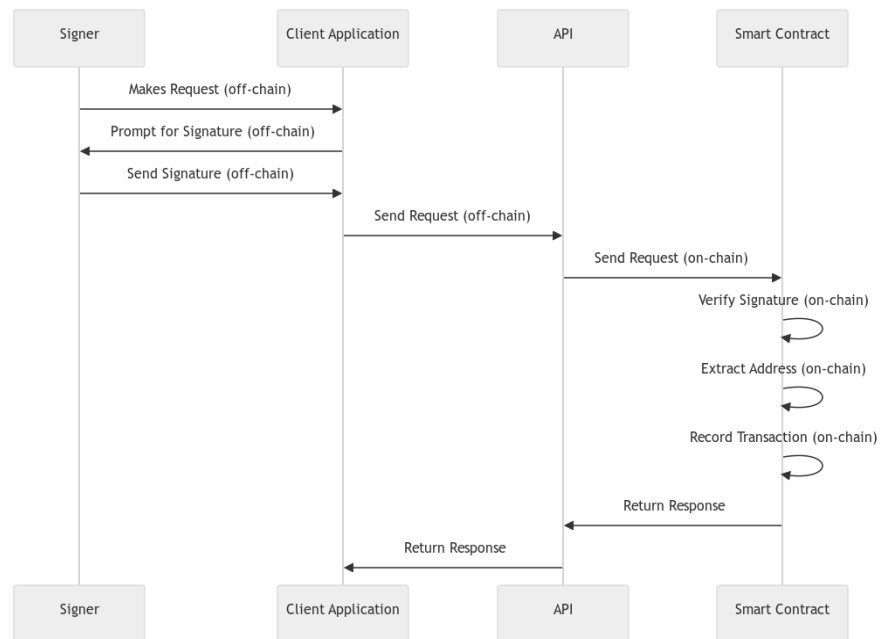 Signer
Client Application
API
Smart Contract
Makes Request (off-chain)
Prompt for Signature (off-chain)
Send Signature (off-chain)
Send Request (off-chain)
Send Request (on-chain)
Verify Signature (on-chain)
Extract Address (on-chain)
Record Transaction (on-chain)
Return Response
Return Response
Signer
Client Application
API
Smart Contract